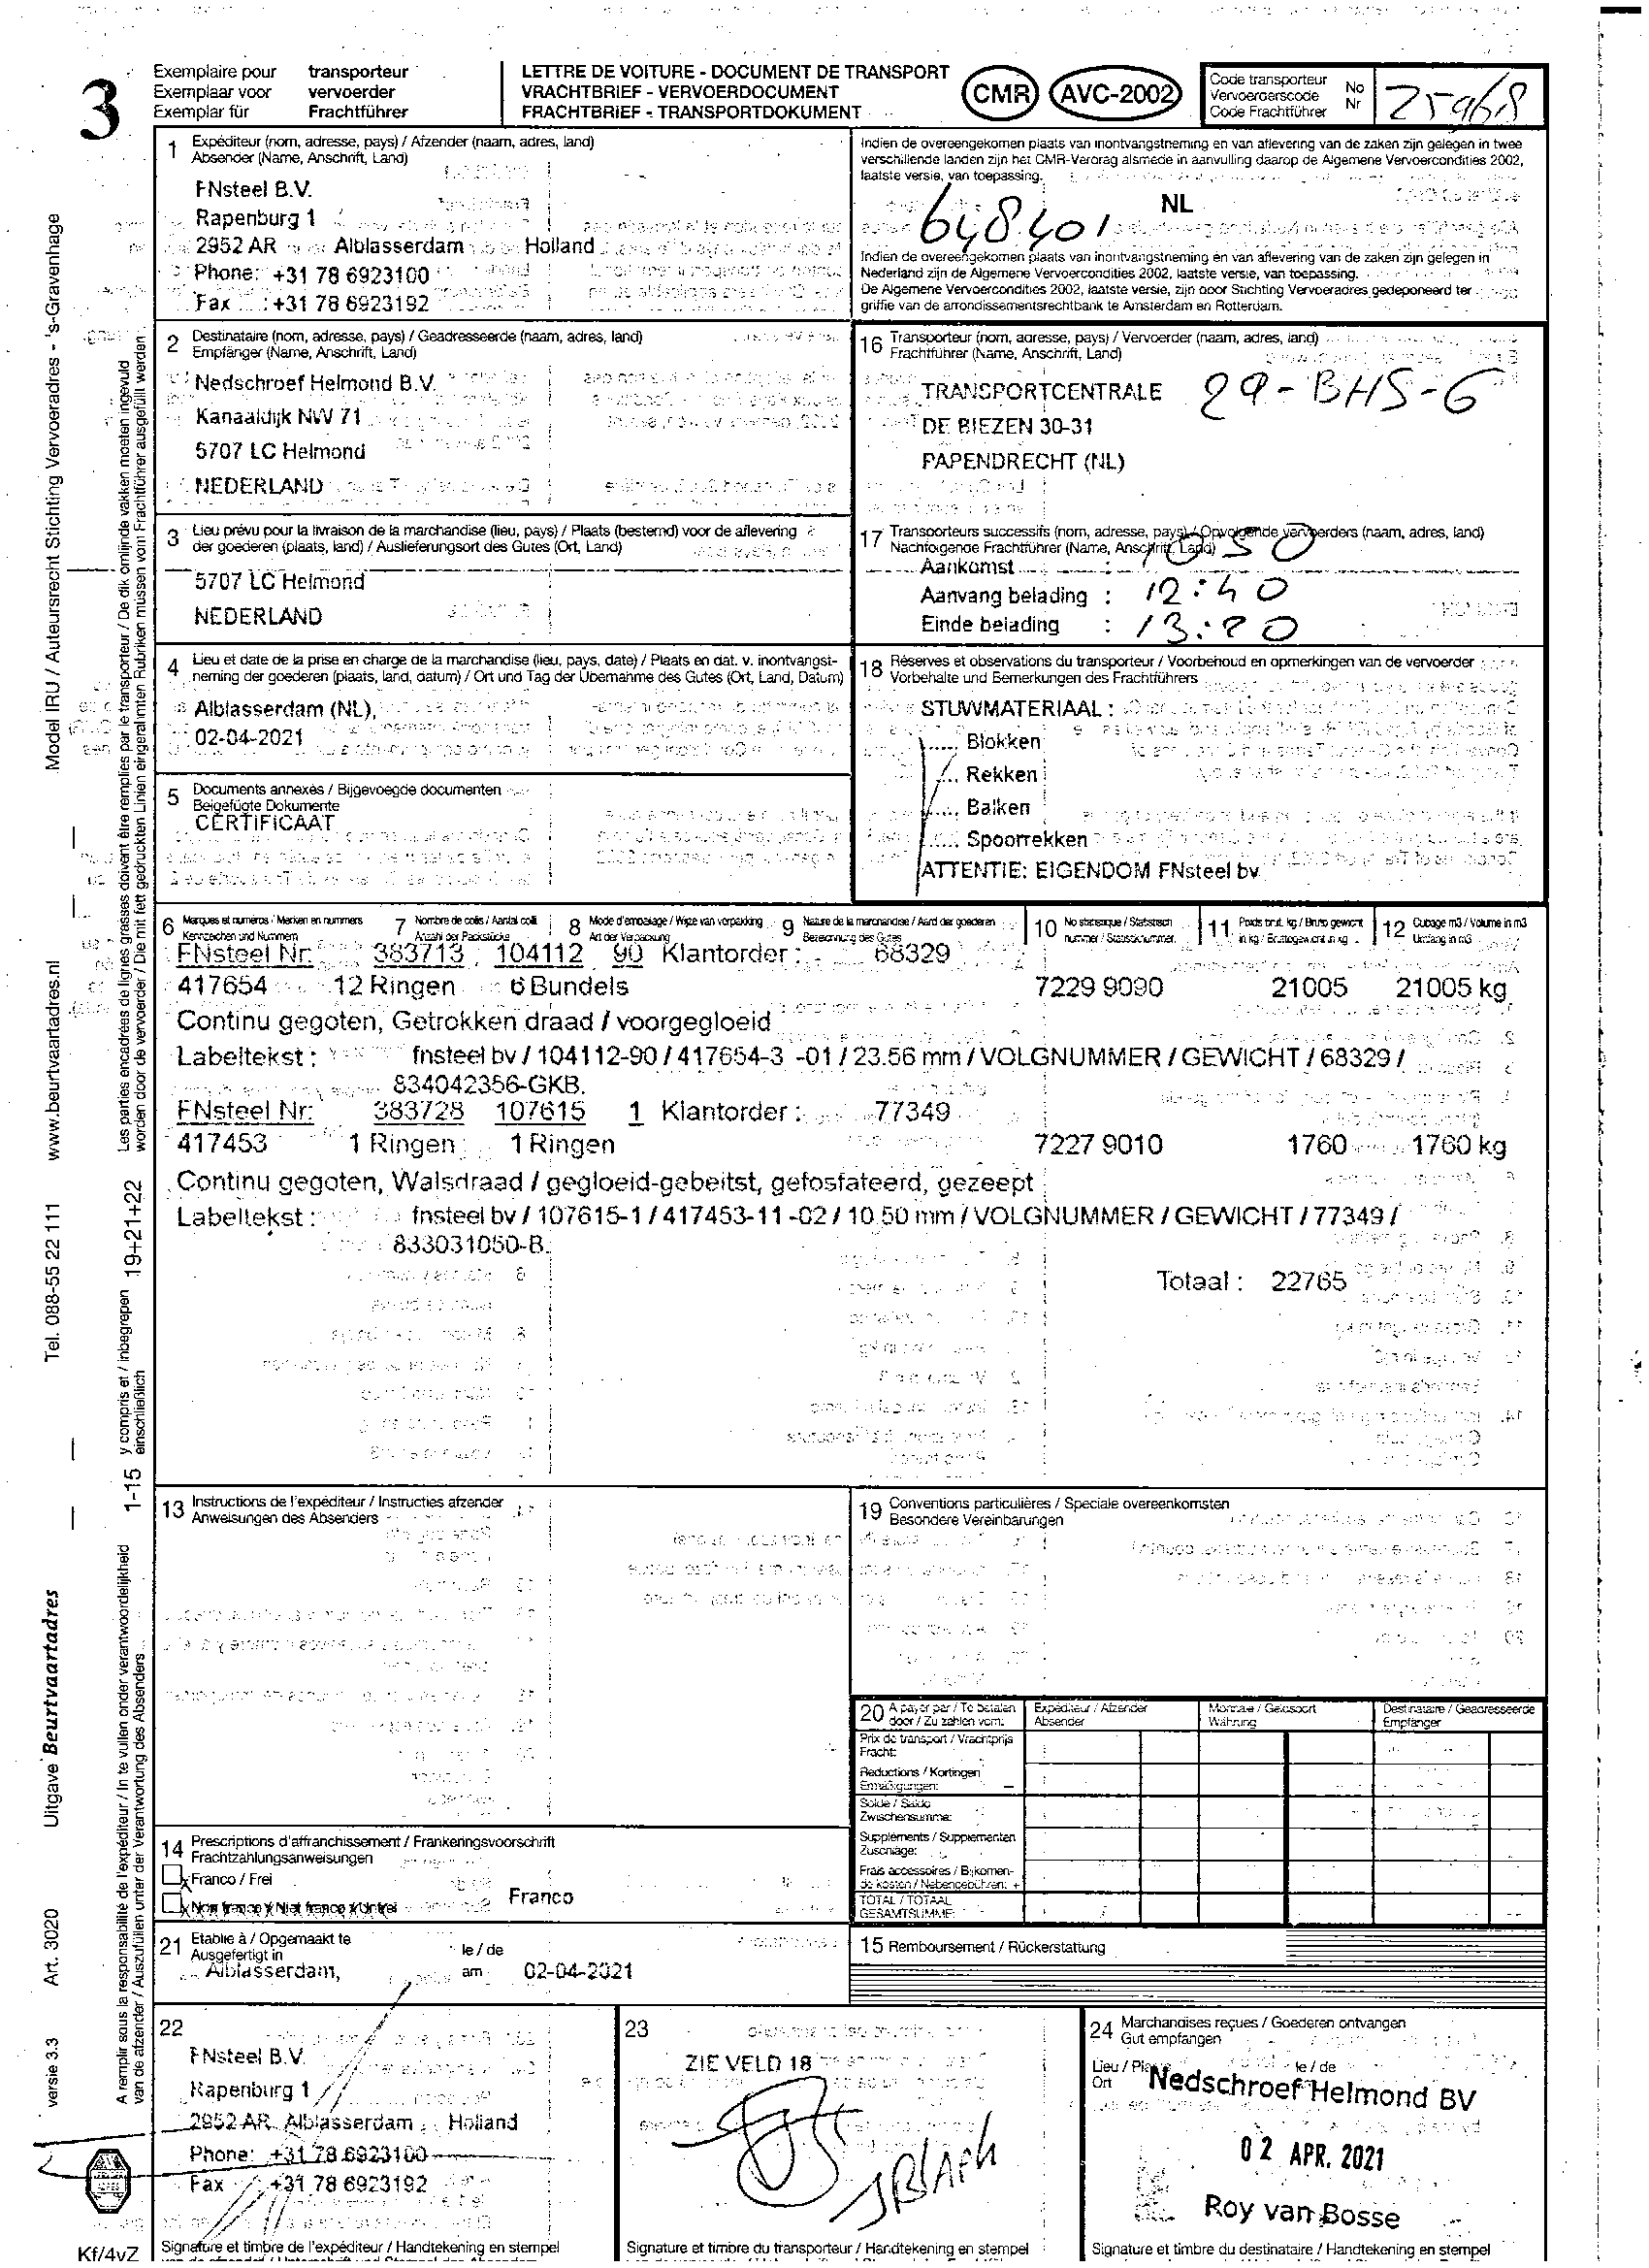 3
Exemplaire pour transporteur
Exemplaar voor vervoerder
Exemplar für Frachtführer
LETTRE DE VOITURE - DOCUMENT DE TRANSPORT
VRACHTBRIEF - VERVOERDOCUMENT
FRACHTBRIEF - TRANSPORTDOKUMENT
CMR AVC-2002
Code transporteur No
Vervoerderscode Nr
Code Frachtführer
25968
1 Expéditeur (nom, adresse, pays) / Afzender (naam, adres, land)
Absender (Name, Anschrift, Land)
FNsteel B.V.
Rapenburg 1
2952 AR Alblasserdam Holland
Phone: +31 78 6923100
Fax : +31 78 6923192
Indien de overeengekomen plaats van inontvangstneming en van aflevering van de zaken zijn gelegen in twee
verschillende landen zijn het CMR-Verdrag alsmede in aanvulling daarop de Algemene Vervoercondities 2002,
laatste versie, van toepassing.
NL
648401
Indien de overeengekomen plaats van inontvangstneming en van aflevering van de zaken zijn gelegen in
Nederland zijn de Algemene Vervoercondities 2002, laatste versie, van toepassing.
De Algemene Vervoercondities 2002, laatste versie, zijn door Stichting Vervoeradres gedeponeerd ter
griffie van de arrondissementsrechtbank te Amsterdam en Rotterdam.
2 Destinataire (nom, adresse, pays) / Geadresseerde (naam, adres, land)
Empfänger (Name, Anschrift, Land)
Nedschroef Helmond B.V.
Kanaaldijk NW 71
5707 LC Helmond
NEDERLAND
16 Transporteur (nom, adresse, pays) / Vervoerder (naam, adres, land)
Frachtführer (Name, Anschrift, Land)
TRANSPORTCENTRALE
29-BHS-6
DE BIEZEN 30-31
PAPENDRECHT (NL)
3 Lieu prévu pour la livraison de la marchandise (lieu, pays) / Plaats (bestemd) voor de aflevering
der goederen (plaats, land) / Auslieferungsort des Gutes (Ort, Land)
5707 LC Helmond
NEDERLAND
17 Transporteurs successifs (nom, adresse, pays) / Opvolgende vervoerders (naam, adres, land)
Nachfolgende Frachtführer (Name, Anschrift, Land)
Aankomst : 1050
Aanvang belading : 12:40
Einde belading : 13:20
4 Lieu et date de la prise en charge de la marchandise (lieu, pays, date) / Plaats en dat. v. inontvangst-
neming der goederen (plaats, land, datum) / Ort und Tag der Übernahme des Gutes (Ort, Land, Datum)
Alblasserdam (NL),
02-04-2021
18 Réserves et observations du transporteur / Voorbehoud en opmerkingen van de vervoerder
Vorbehalte und Bemerkungen des Frachtführers
STUWMATERIAAL :
..... Blokken
..... Rekken
..... Balken
..... Spoorrekken
ATTENTIE: EIGENDOM FNsteel bv
5 Documents annexés / Bijgevoegde documenten
Beigefügte Dokumente
CERTIFICAAT
6 Marques et numéros / Merken en nummers
Kennzeichen und Nummern
7 Nombre de colis / Aantal colli
Anzahl der Packstücke
8 Mode d'emballage / Wijze van verpakking
Art der Verpackung
9 Nature de la marchandise / Aard der goederen
Bezeichnung des Gutes
10 No statistique / Statistisch
nummer / Statistiknummer
11 Poids brut, kg / Bruto gewicht
in kg / Bruttogewicht in kg
12 Cubage m3 / Volume in m3
Umfang in m3
FNsteel Nr: 383713 104112 90 Klantorder : 68329
417654 12 Ringen 6 Bundels 7229 9090 21005 21005 kg
Continu gegoten, Getrokken draad / voorgegloeid
Labeltekst : fnsteel bv / 104112-90 / 417654-3 -01 / 23.56 mm / VOLGNUMMER / GEWICHT / 68329 /
834042356-GKB.
FNsteel Nr: 383728 107615 1 Klantorder : 77349
417453 1 Ringen 1 Ringen 7227 9010 1760 1760 kg
Continu gegoten, Walsdraad / gegloeid-gebeitst, gefosfateerd, gezeept
Labeltekst : fnsteel bv / 107615-1 / 417453-11 -02 / 10.50 mm / VOLGNUMMER / GEWICHT / 77349 /
833031050-B.
Totaal : 22765
13 Instructions de l'expéditeur / Instructies afzender
Anweisungen des Absenders
19 Conventions particulières / Speciale overeenkomsten
Besondere Vereinbarungen
20 A payer par / Te betalen
door / Zu zahlen vom:
Expéditeur / Afzender
Absender
Monnaie / Geldsoort
Währung
Destinataire / Geadresseerde
Empfänger
Prix de transport / Vrachtprijs
Fracht:
Reductions / Kortingen
Ermäßigungen: –
Solde / Saldo
Zwischensumme:
Suppléments / Supplementen
Zuschläge:
Frais accessoires / Bijkomen-
de kosten / Nebengebühren: +
TOTAL / TOTAAL
GESAMTSUMME:
14 Prescriptions d'affranchissement / Frankeringsvoorschrift
Frachtzahlungsanweisungen
x Franco / Frei
Non franco / Niet franco / Unfrei
Franco
21 Etablie à / Opgemaakt te
Ausgefertigt in
Alblasserdam,
le / de
am 02-04-2021
15 Remboursement / Rückerstattung
22
FNsteel B.V.
Rapenburg 1
2952 AR Alblasserdam Holland
Phone: +31 78 6923100
Fax : +31 78 6923192
Signature et timbre de l'expéditeur / Handtekening en stempel
23
ZIE VELD 18
Signature et timbre du transporteur / Handtekening en stempel
24 Marchandises reçues / Goederen ontvangen
Gut empfangen
Lieu / Plaats le / de
Ort
Nedschroef Helmond BV
02 APR. 2021
Roy van Bosse
Signature et timbre du destinataire / Handtekening en stempel
Model IRU / Auteursrecht Stichting Vervoeradres - 's-Gravenhage
www.beurtvaartadres.nl
Tel. 088-55 22 111
Uitgave Beurtvaartadres
Art. 3020
versie 3.3
Les parties encadrées de lignes grasses doivent être remplies par le transporteur / De dik omlijnde vakken moeten ingevuld
worden door de vervoerder / Die mit fett gedruckten Linien eingerahmten Rubriken müssen vom Frachtführer ausgefüllt werden
1-15 y compris et / inbegrepen 19+21+22
einschließlich
A remplir sous la responsabilité de l'expéditeur / In te vullen onder verantwoordelijkheid
van de afzender / Auszufüllen unter der Verantwortung des Absenders
Kf/4vZ